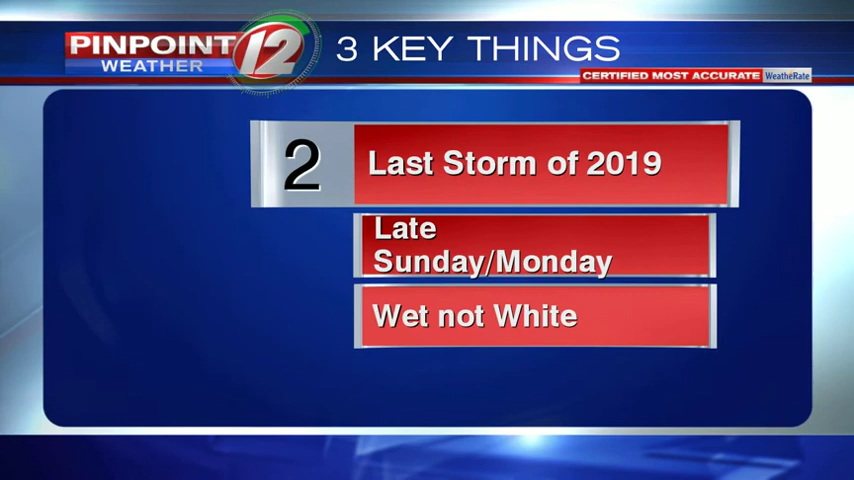 PINPOINT 12 3 KEY THINGS
WEATHER
CERTIFIED MOST ACCURATE WeatheRate
2 Last Storm of 2019
Late
Sunday/Monday
Wet not White